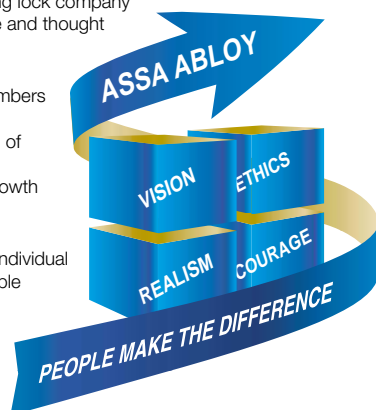 ng lock company
e and thought
mbers
of
owth
ndividual
ple
ASSA ABLOY
VISION
ETHICS
REALISM
COURAGE
PEOPLE MAKE THE DIFFERENCE